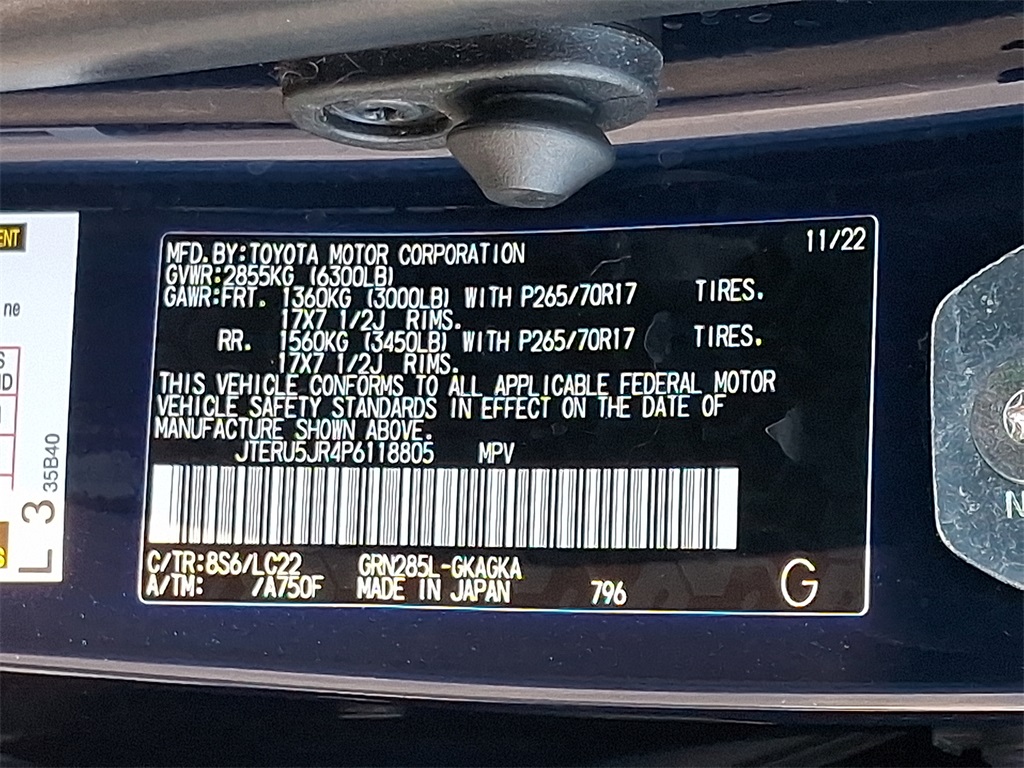 11/22
MFD.BY:TOYOTA MOTOR CORPORATION
GVWR:2855KG (6300LB)
GAWR:FRT. 1360KG (3000LB) WITH P265/70R17 TIRES.
17X7 1/2J RIMS.
RR. 1560KG (3450LB) WITH P265/70R17 TIRES.
17X7 1/2J RIMS.
THIS VEHICLE CONFORMS TO ALL APPLICABLE FEDERAL MOTOR
VEHICLE SAFETY STANDARDS IN EFFECT ON THE DATE OF
MANUFACTURE SHOWN ABOVE.
JTERU5JR4P6118805 MPV
C/TR:8S6/LC22 GRN285L-GKAGKA
A/TM: /A750F MADE IN JAPAN 796 G
ne
L 3 35B40
N